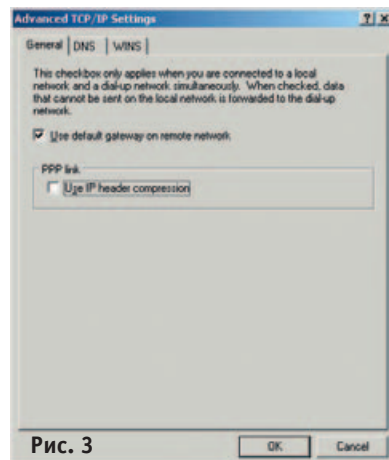 Advanced TCP/IP Settings
General DNS WINS
This checkbox only applies when you are connected to a local
network and a dial-up network simultaneously. When checked, data
that cannot be sent on the local network is forwarded to the dial-up
network.
Use default gateway on remote network
PPP link
Use IP header compression
Рис. 3
OK Cancel